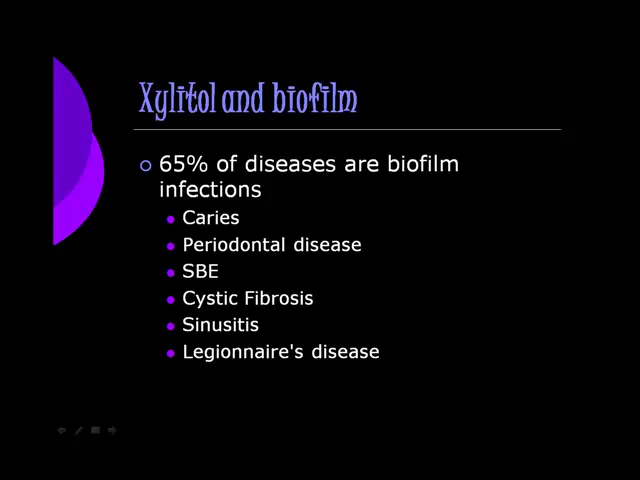 Xylitol and biofilm
65% of diseases are biofilm
infections
Caries
Periodontal disease
SBE
Cystic Fibrosis
Sinusitis
Legionnaire's disease